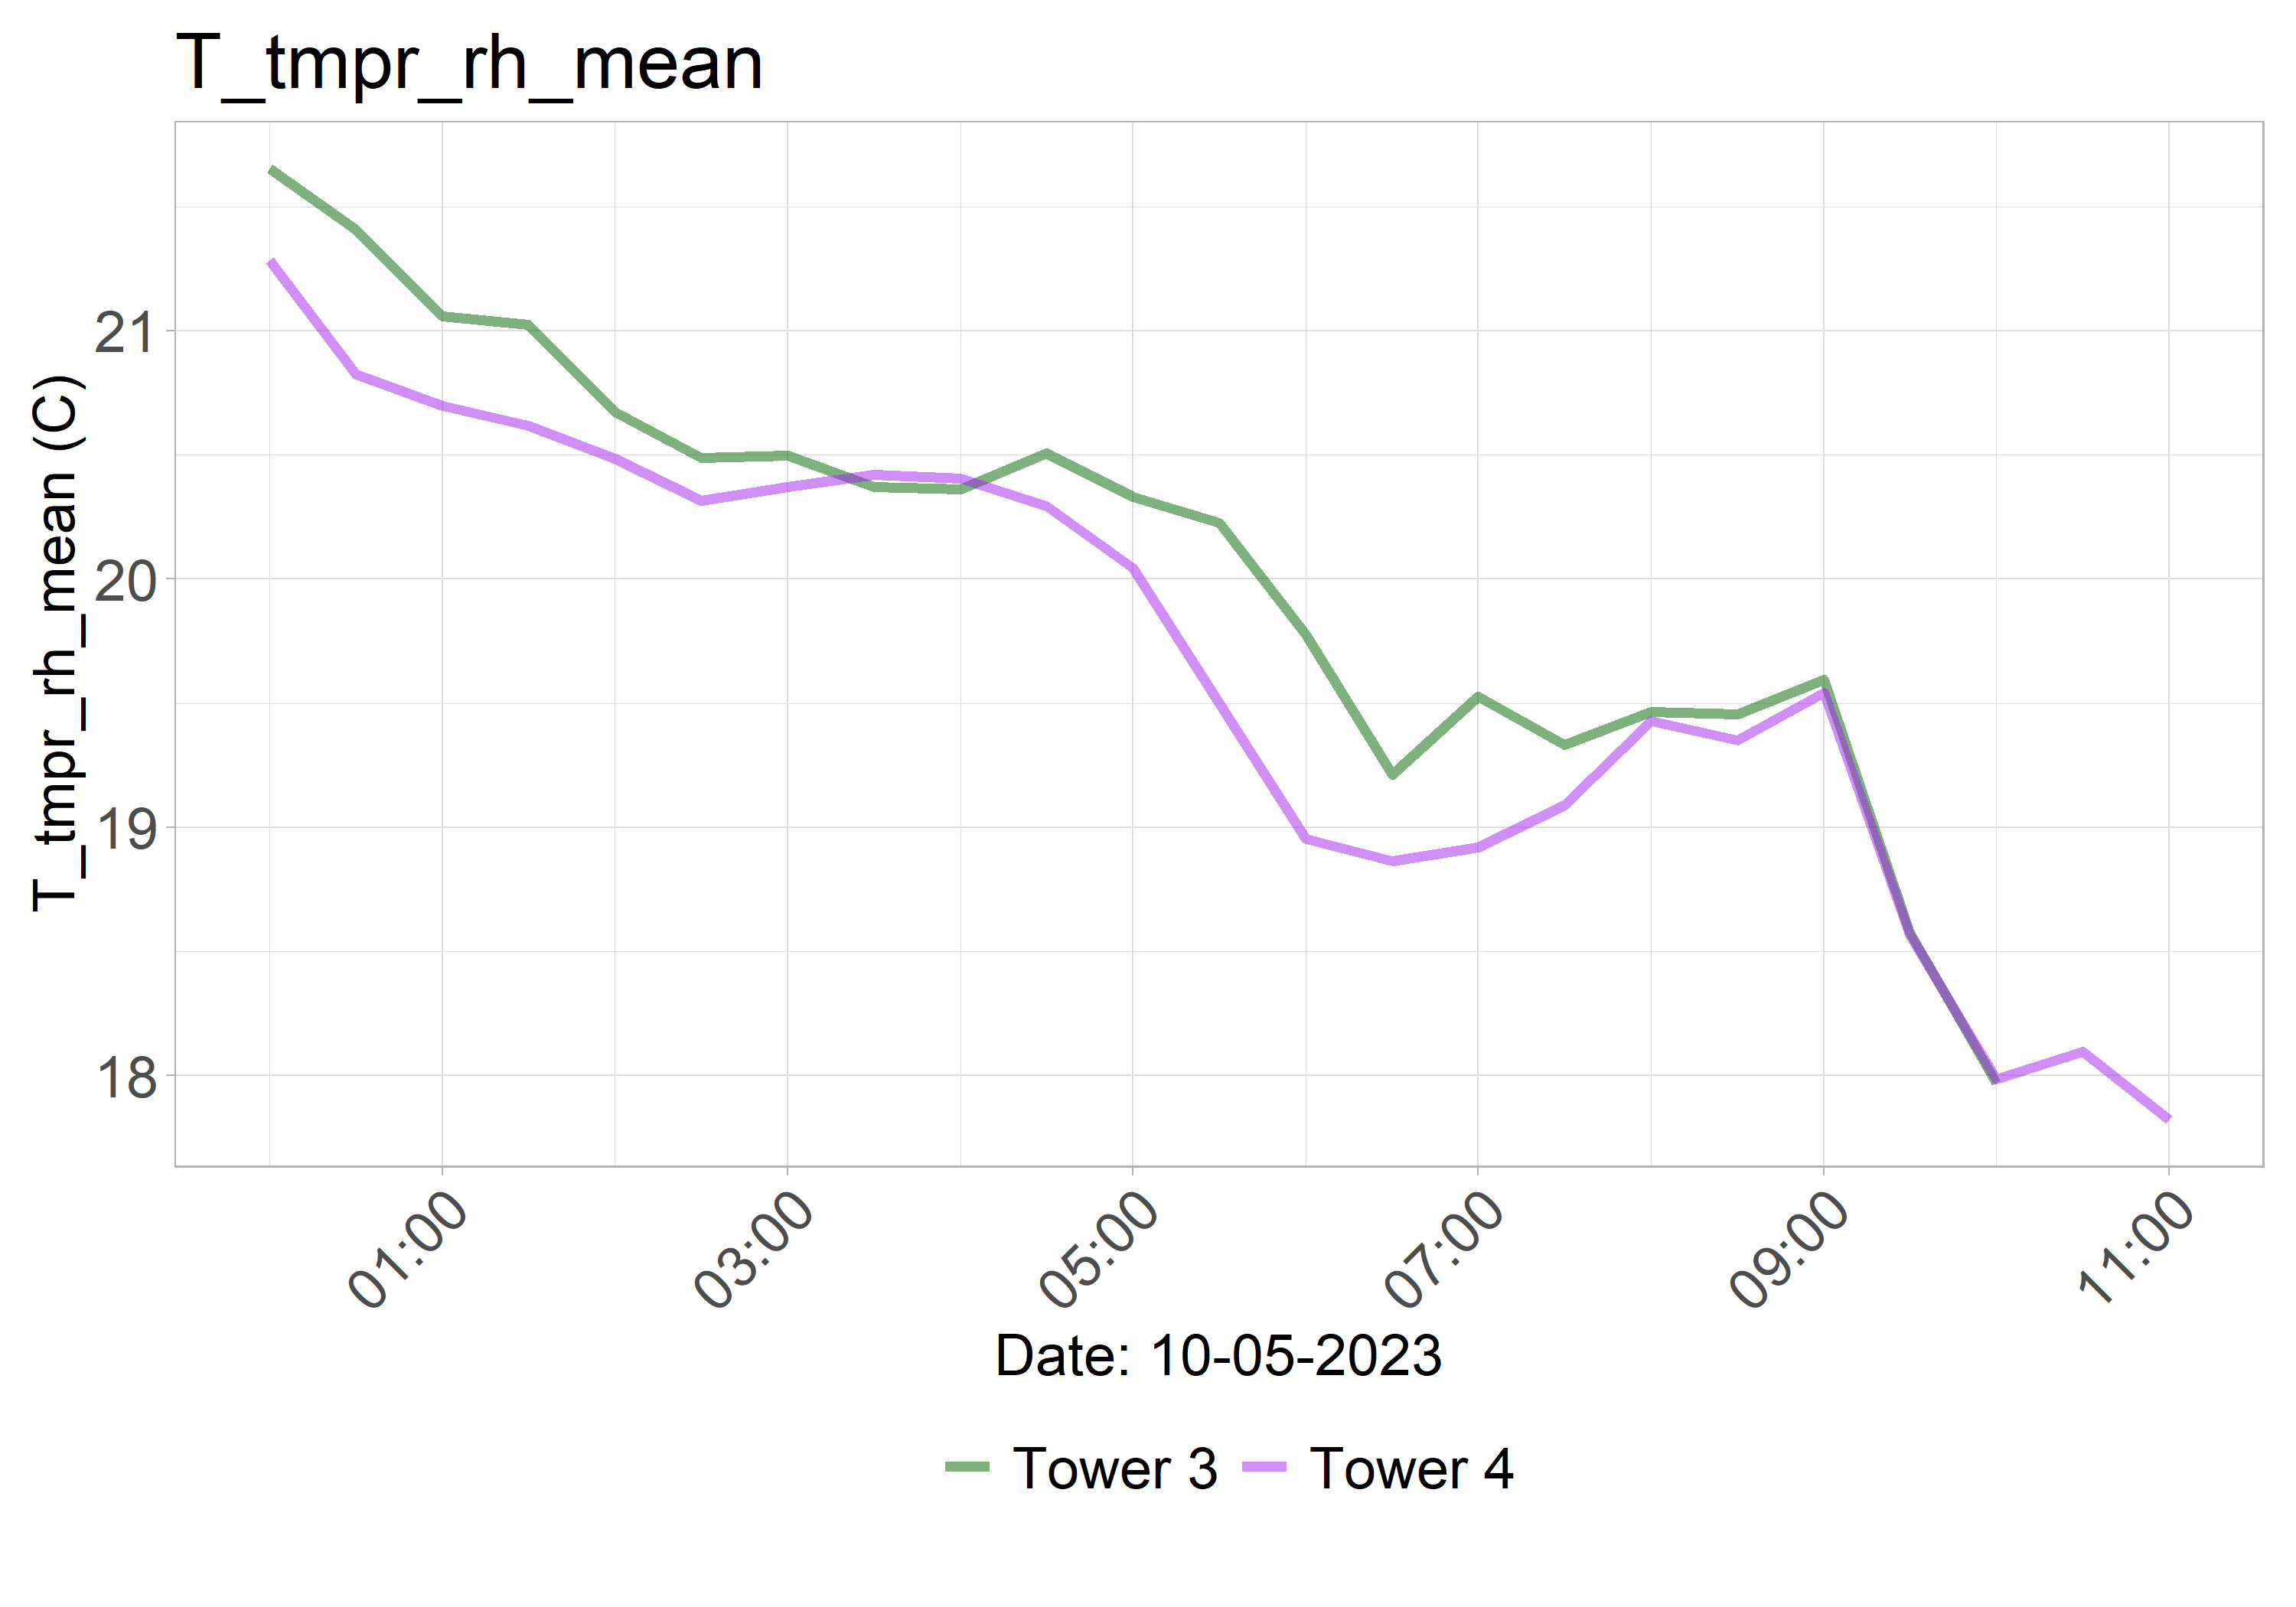 T_tmpr_rh_mean
T_tmpr_rh_mean (C)
21
20
19
18
01:00
03:00
05:00
07:00
09:00
11:00
Date: 10-05-2023
Tower 3
Tower 4